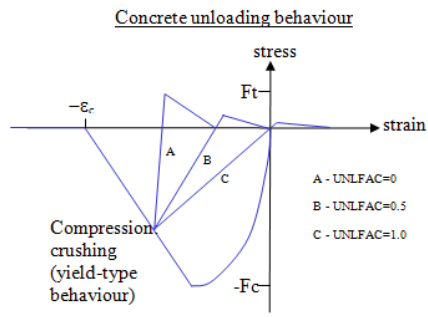 Concrete unloading behaviour
stress
−εc
Ft
strain
A
B
C
A - UNLFAC=0
B - UNLFAC=0.5
C - UNLFAC=1.0
Compression
crushing
(yield-type
behaviour)
-Fc